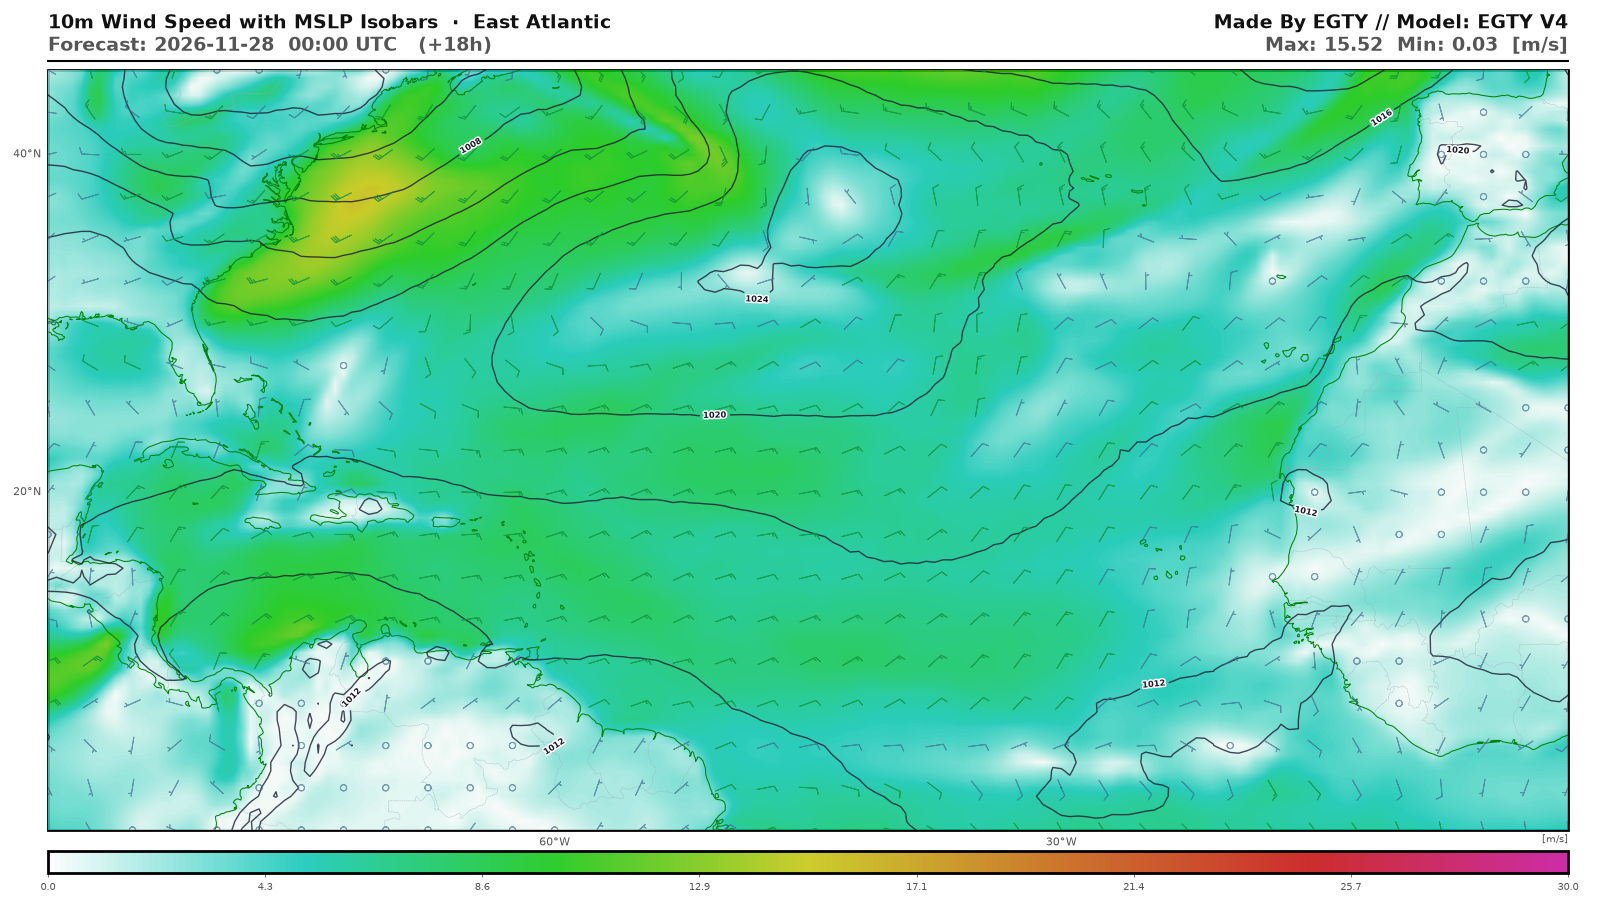 10m Wind Speed with MSLP Isobars · East Atlantic
Made By EGTY // Model: EGTY V4
Forecast: 2026-11-28 00:00 UTC (+18h)
Max: 15.52 Min: 0.03 [m/s]
1016
1008
40°N
1020
1024
1020
20°N
1012
1012
1012
1012
60°W
30°W
[m/s]
0.0
4.3
8.6
12.9
17.1
21.4
25.7
30.0